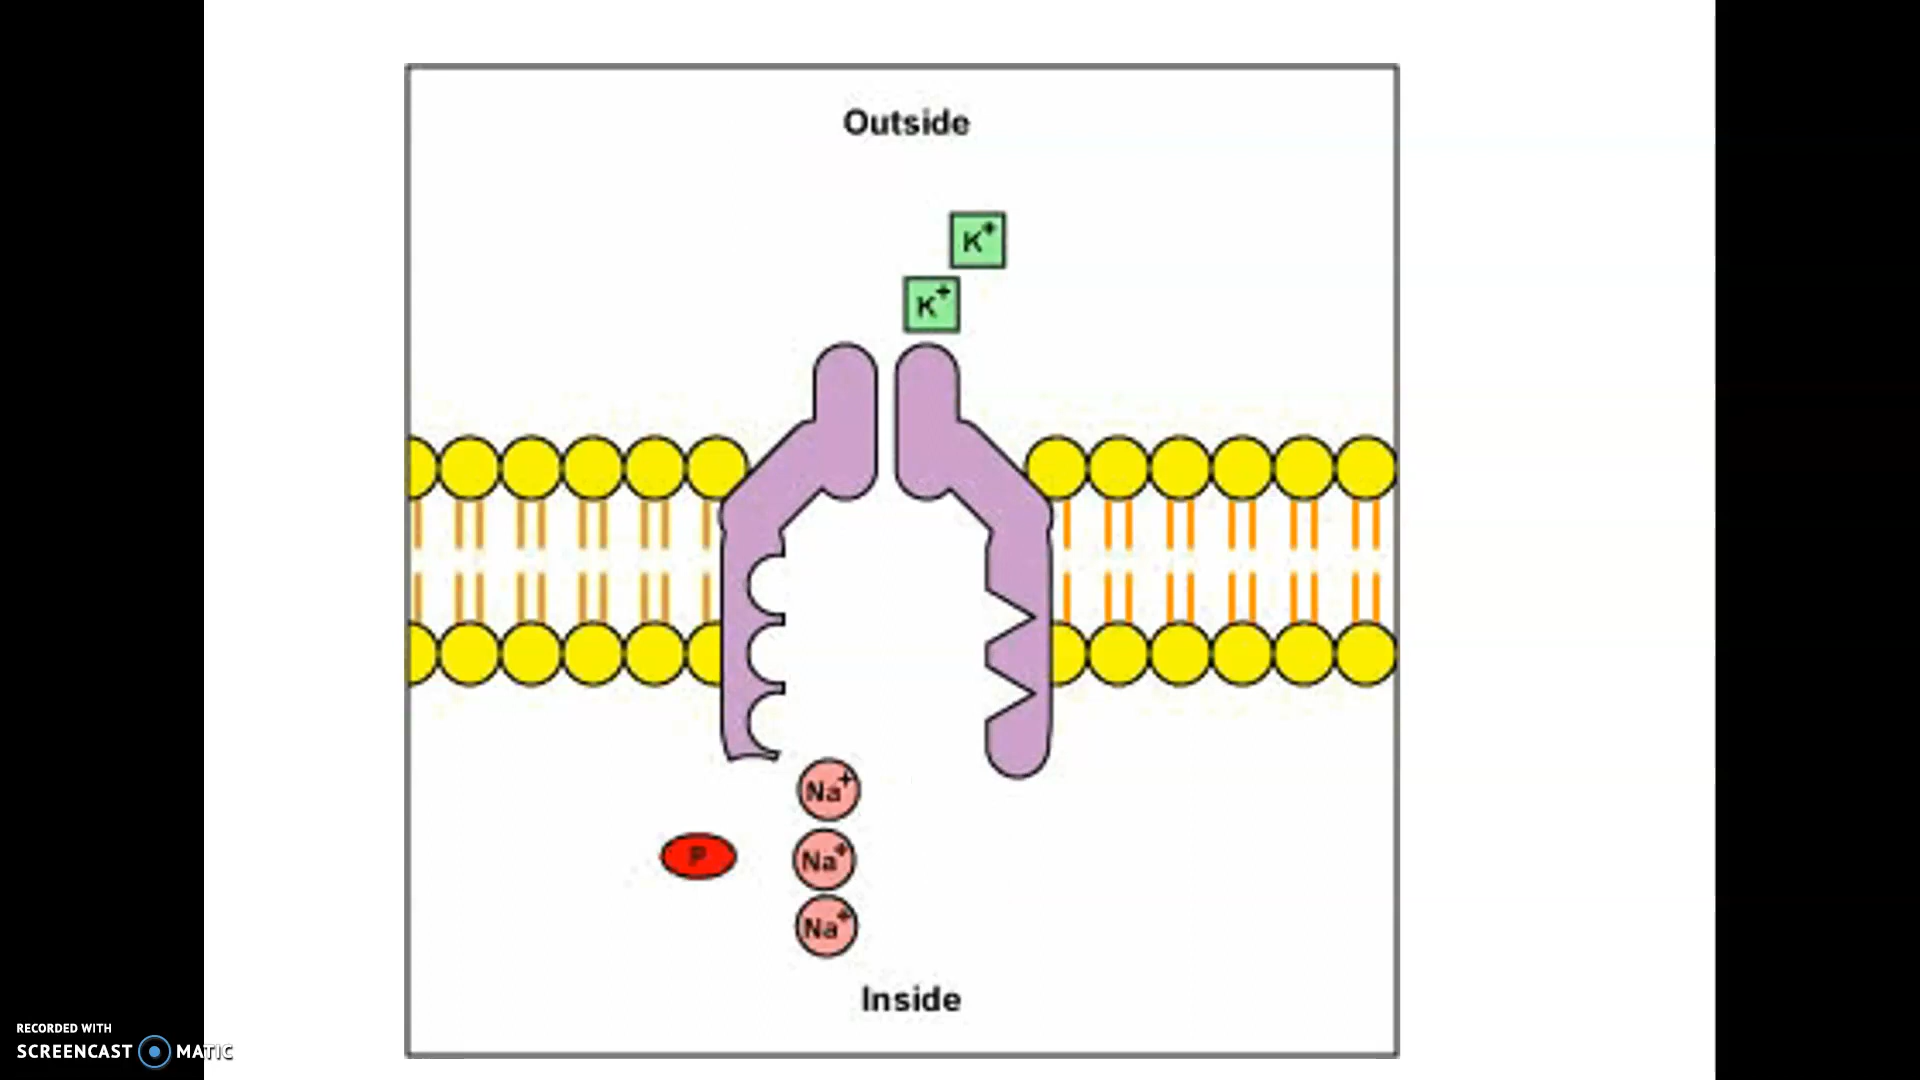 Outside
K+
K+
Na+
P
Na+
Na+
Inside
RECORDED WITH
SCREENCAST MATIC